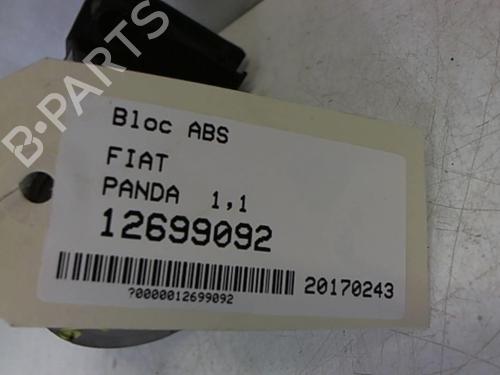 B-PARTS
Bloc ABS
FIAT
PANDA 1,1
12699092
20170243
?0000012699092